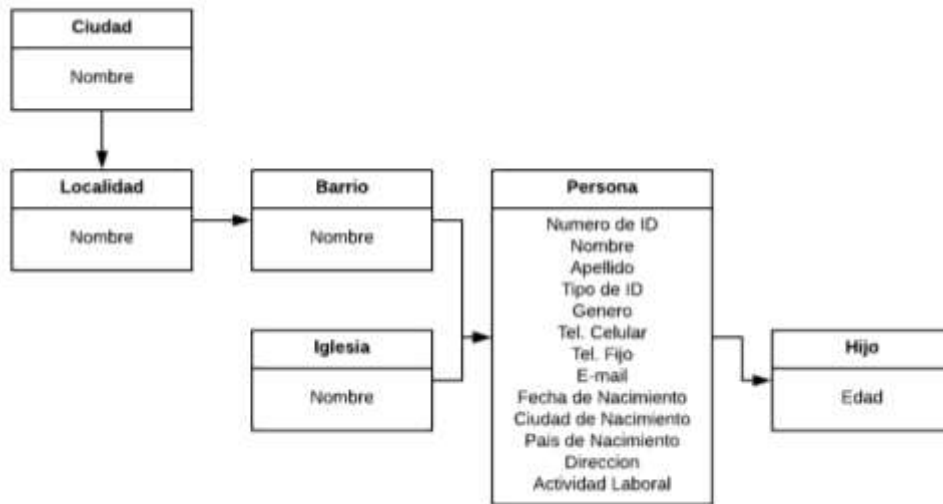 Ciudad
Nombre
Localidad
Nombre
Barrio
Nombre
Iglesia
Nombre
Persona
Numero de ID
Nombre
Apellido
Tipo de ID
Genero
Tel. Celular
Tel. Fijo
E-mail
Fecha de Nacimiento
Ciudad de Nacimiento
Pais de Nacimiento
Direccion
Actividad Laboral
Hijo
Edad